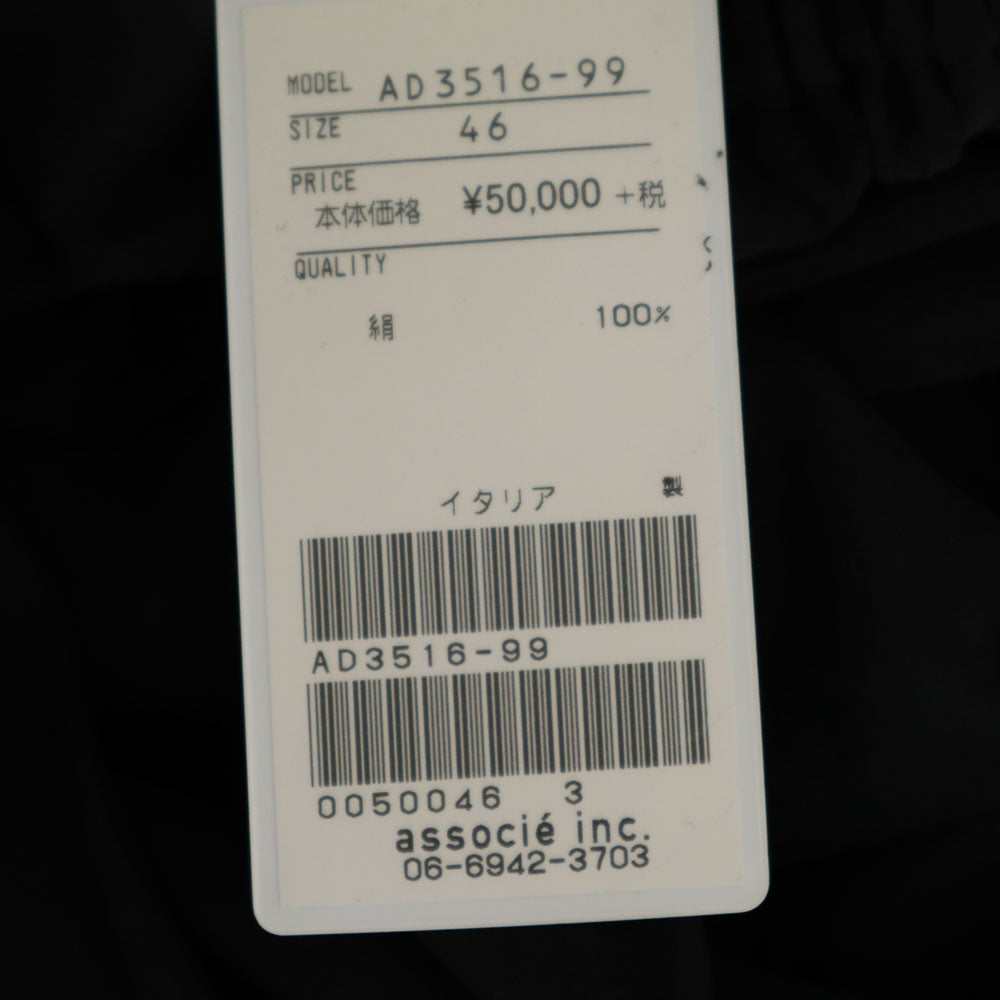 MODEL AD3516-99
SIZE 46
PRICE
本体価格 ¥50,000 +税
QUALITY
絹 100%
イタリア 製
AD3516-99
0050046 3
associé inc.
06-6942-3703